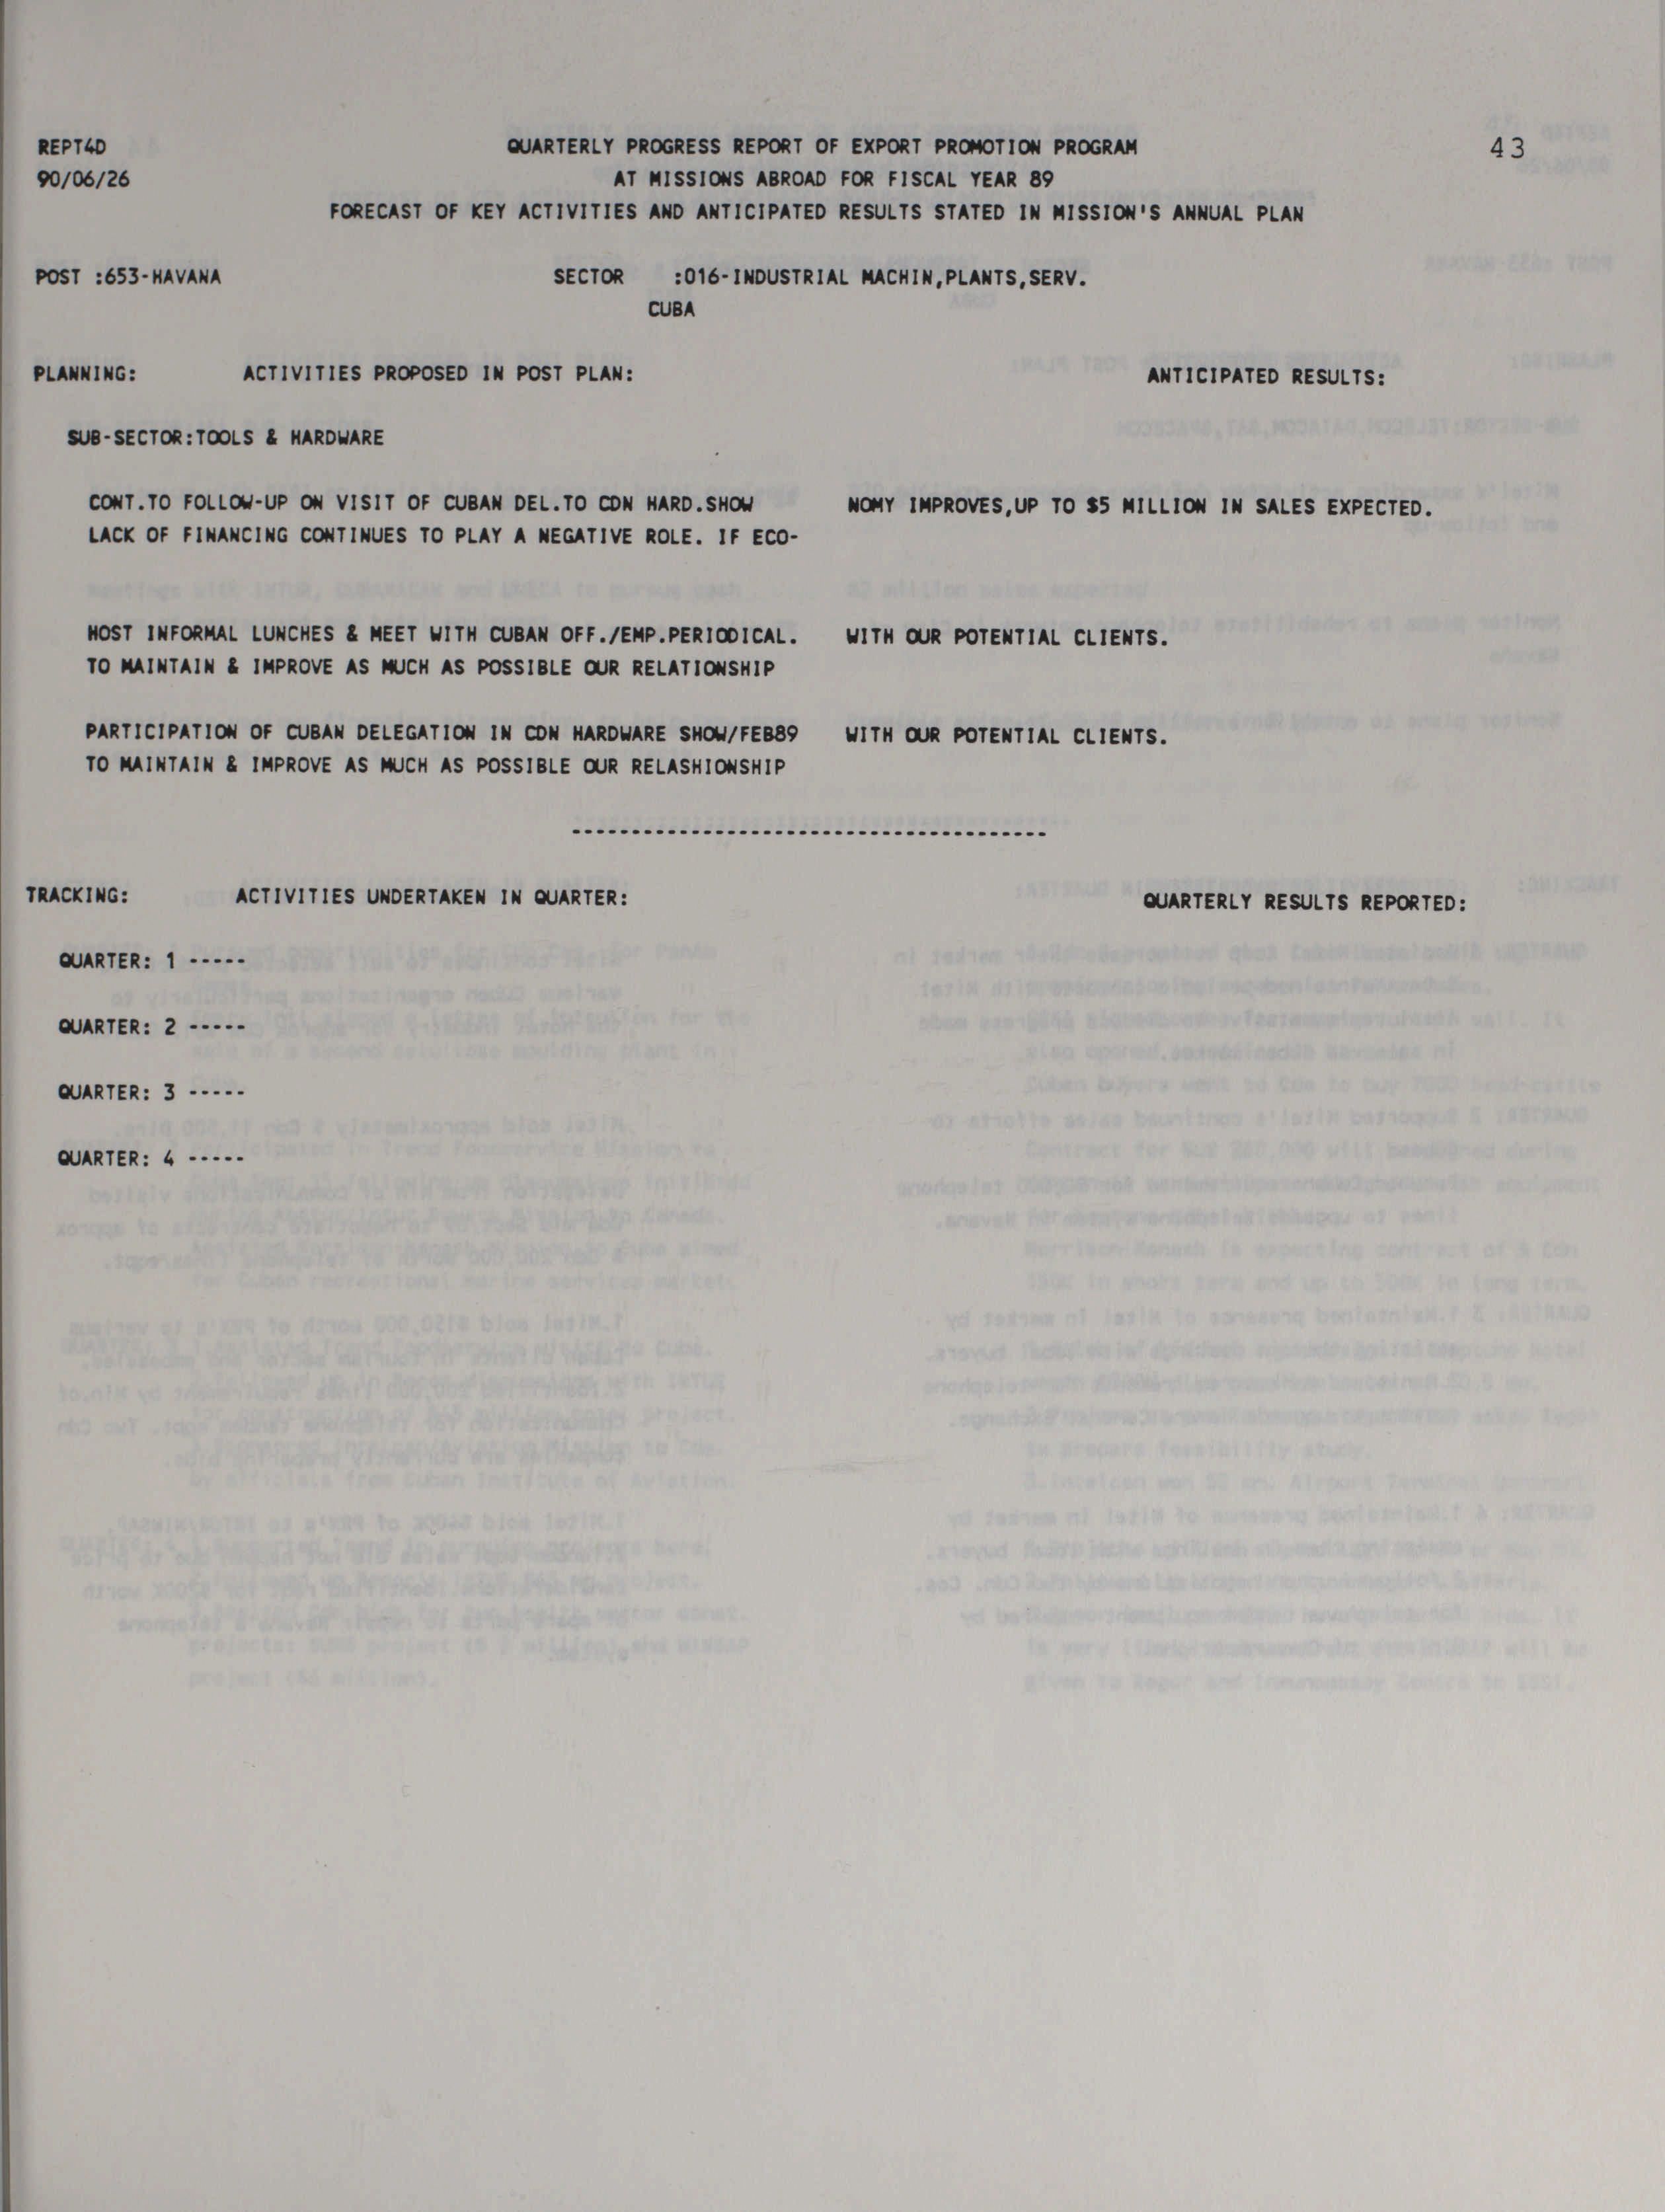 REPT4D QUARTERLY PROGRESS REPORT OF EXPORT PROMOTION PROGRAM 43
90/06/26 AT MISSIONS ABROAD FOR FISCAL YEAR 89
FORECAST OF KEY ACTIVITIES AND ANTICIPATED RESULTS STATED IN MISSION'S ANNUAL PLAN
POST :653-HAVANA SECTOR :016-INDUSTRIAL MACHIN,PLANTS,SERV.
CUBA
PLANNING: ACTIVITIES PROPOSED IN POST PLAN: ANTICIPATED RESULTS:
SUB-SECTOR:TOOLS & HARDWARE
CONT.TO FOLLOW-UP ON VISIT OF CUBAN DEL.TO CDN HARD.SHOW NOMY IMPROVES,UP TO $5 MILLION IN SALES EXPECTED.
LACK OF FINANCING CONTINUES TO PLAY A NEGATIVE ROLE. IF ECO-
HOST INFORMAL LUNCHES & MEET WITH CUBAN OFF./EMP.PERIODICAL. WITH OUR POTENTIAL CLIENTS.
TO MAINTAIN & IMPROVE AS MUCH AS POSSIBLE OUR RELATIONSHIP
PARTICIPATION OF CUBAN DELEGATION IN CDN HARDWARE SHOW/FEB89 WITH OUR POTENTIAL CLIENTS.
TO MAINTAIN & IMPROVE AS MUCH AS POSSIBLE OUR RELASHIONSHIP
----------------------------------------
TRACKING: ACTIVITIES UNDERTAKEN IN QUARTER: QUARTERLY RESULTS REPORTED:
QUARTER: 1 -----
QUARTER: 2 -----
QUARTER: 3 -----
QUARTER: 4 -----